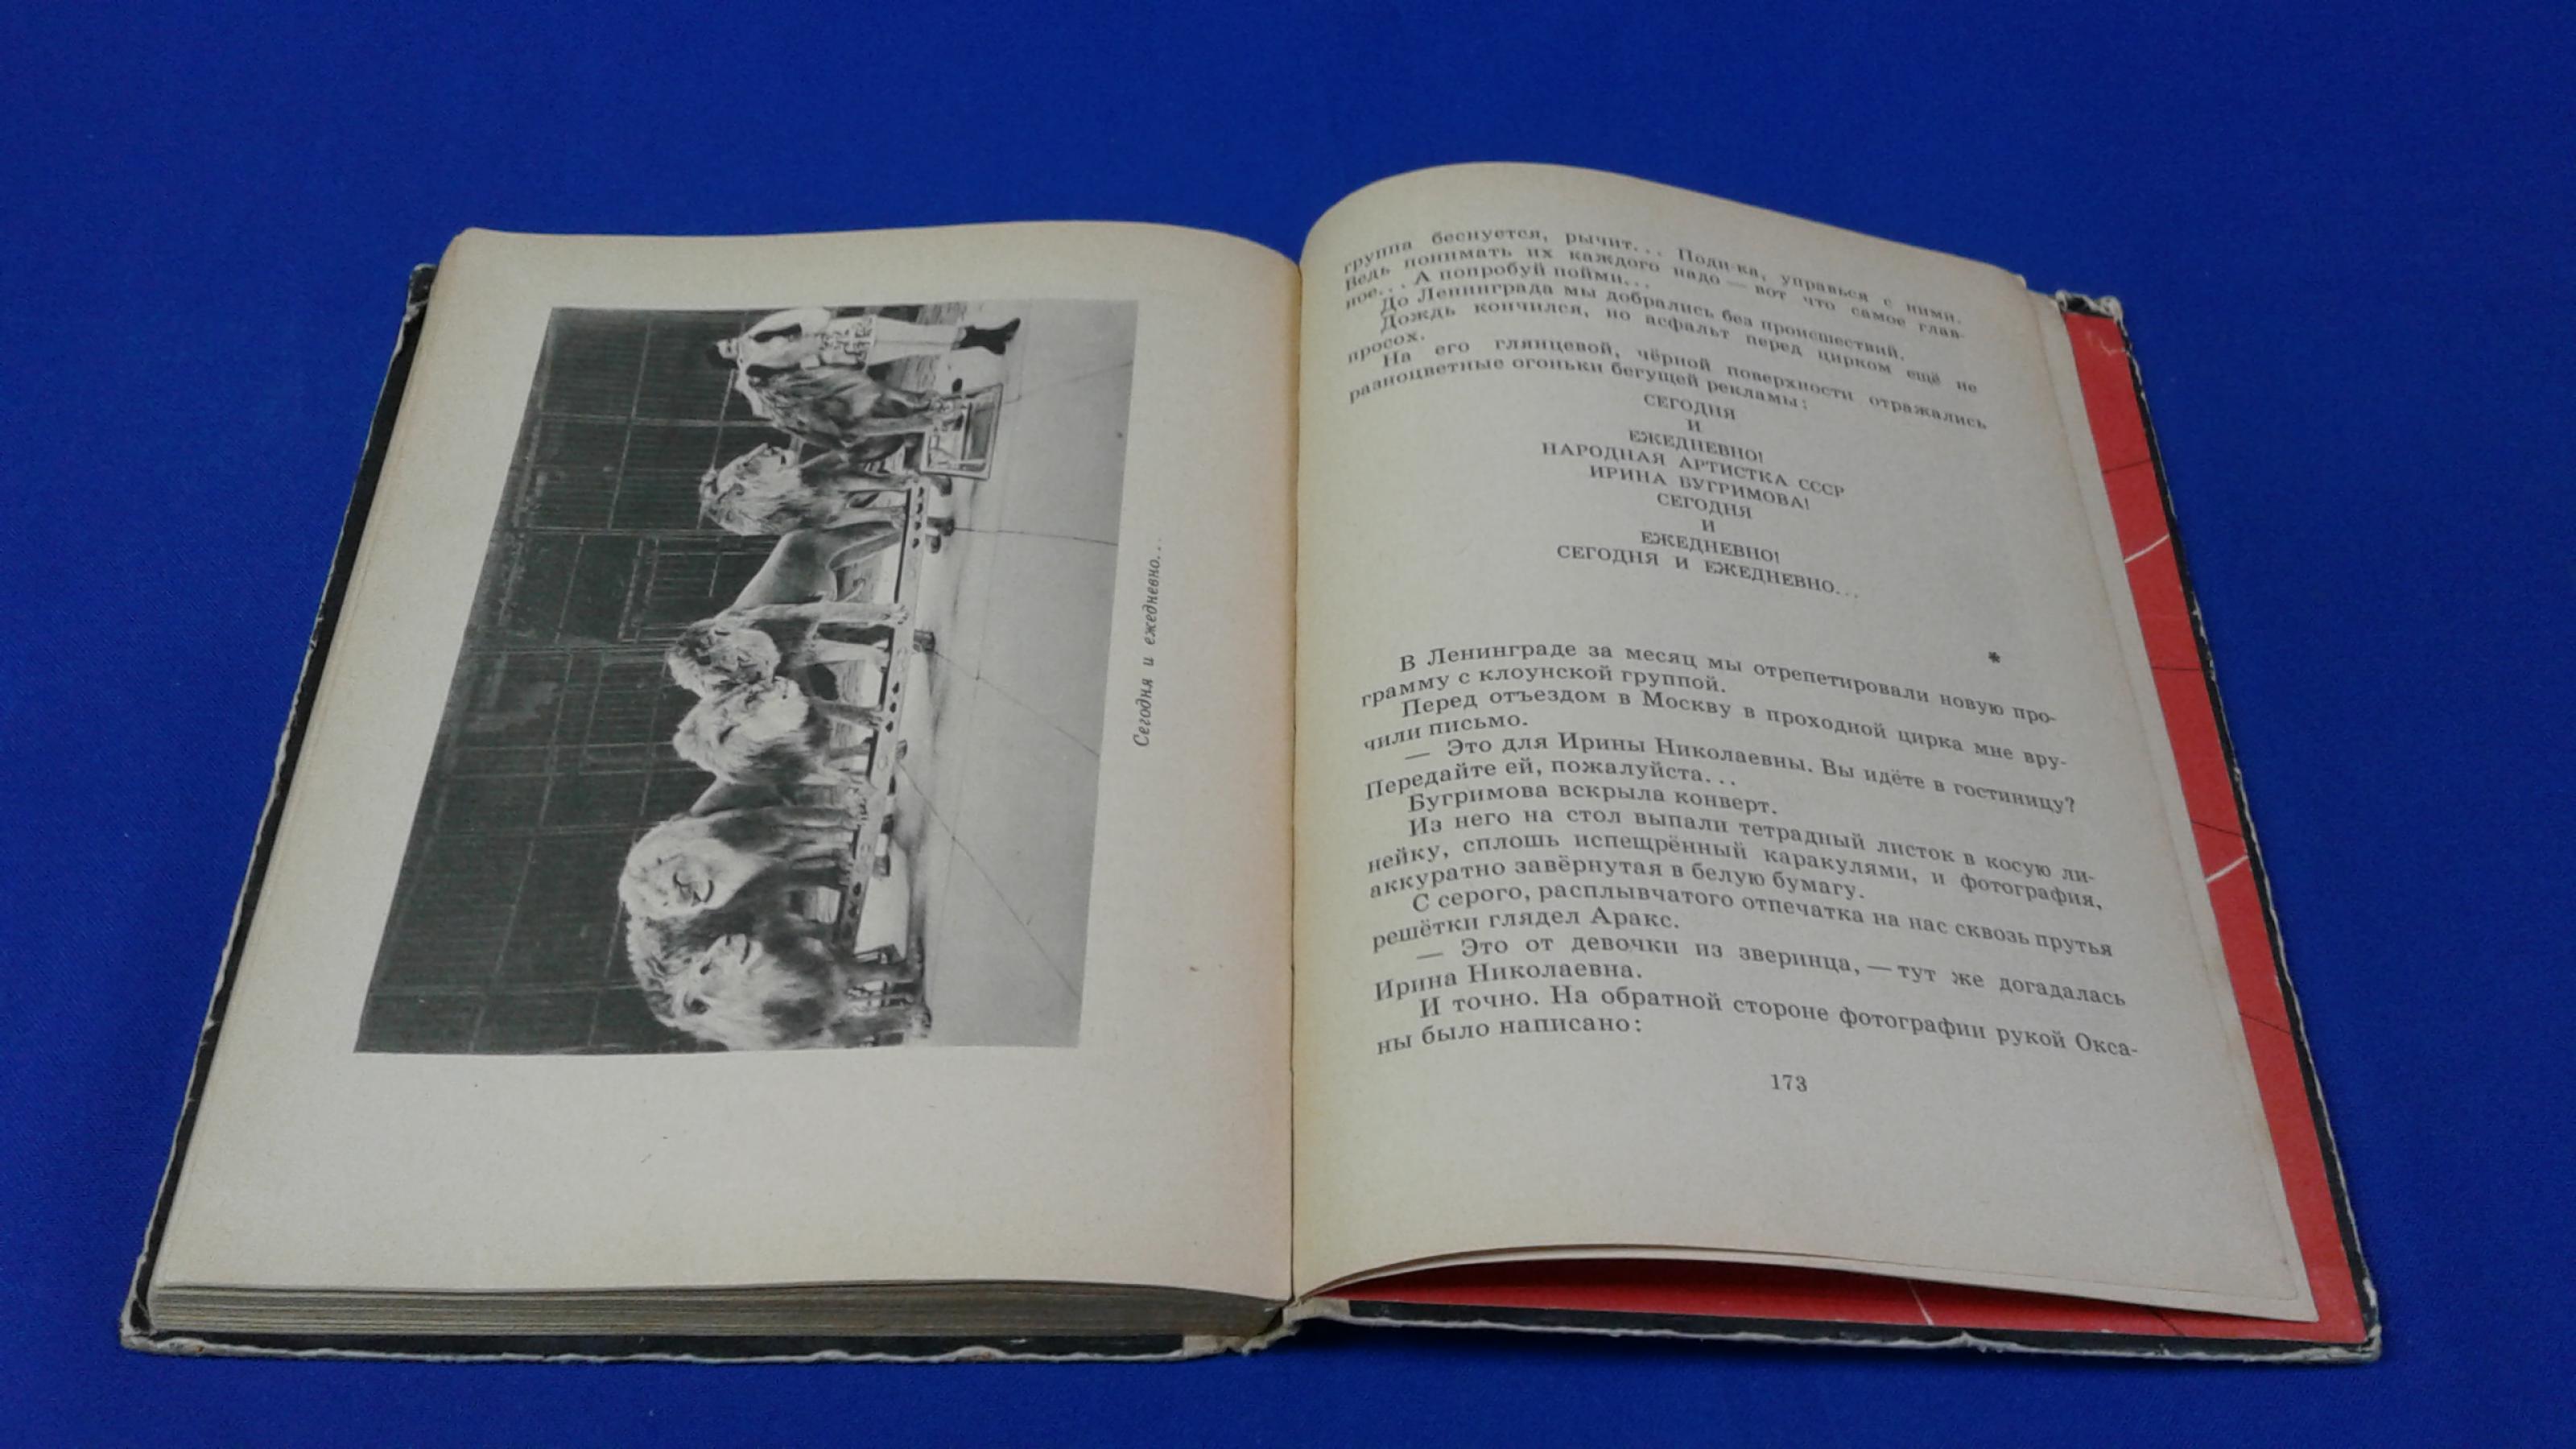 Сегодня и ежедневно...
группа беснуется, рычит... Поди-ка, управься с ними.
Ведь понимать их каждого надо — вот что самое глав-
ное... А попробуй пойми...
До Ленинграда мы добрались без происшествий.
Дождь кончился, но асфальт перед цирком ещё не
просох.
На его глянцевой, чёрной поверхности отражались
разноцветные огоньки бегущей рекламы:
СЕГОДНЯ
И
ЕЖЕДНЕВНО!
НАРОДНАЯ АРТИСТКА СССР
ИРИНА БУГРИМОВА!
СЕГОДНЯ
И
ЕЖЕДНЕВНО!
СЕГОДНЯ И ЕЖЕДНЕВНО...
*
В Ленинграде за месяц мы отрепетировали новую про-
грамму с клоунской группой.
Перед отъездом в Москву в проходной цирка мне вру-
чили письмо.
— Это для Ирины Николаевны. Вы идёте в гостиницу?
Передайте ей, пожалуйста...
Бугримова вскрыла конверт.
Из него на стол выпали тетрадный листок в косую ли-
нейку, сплошь испещрённый каракулями, и фотография,
аккуратно завёрнутая в белую бумагу.
С серого, расплывчатого отпечатка на нас сквозь прутья
решётки глядел Аракс.
— Это от девочки из зверинца, — тут же догадалась
Ирина Николаевна.
И точно. На обратной стороне фотографии рукой Окса-
ны было написано:
173